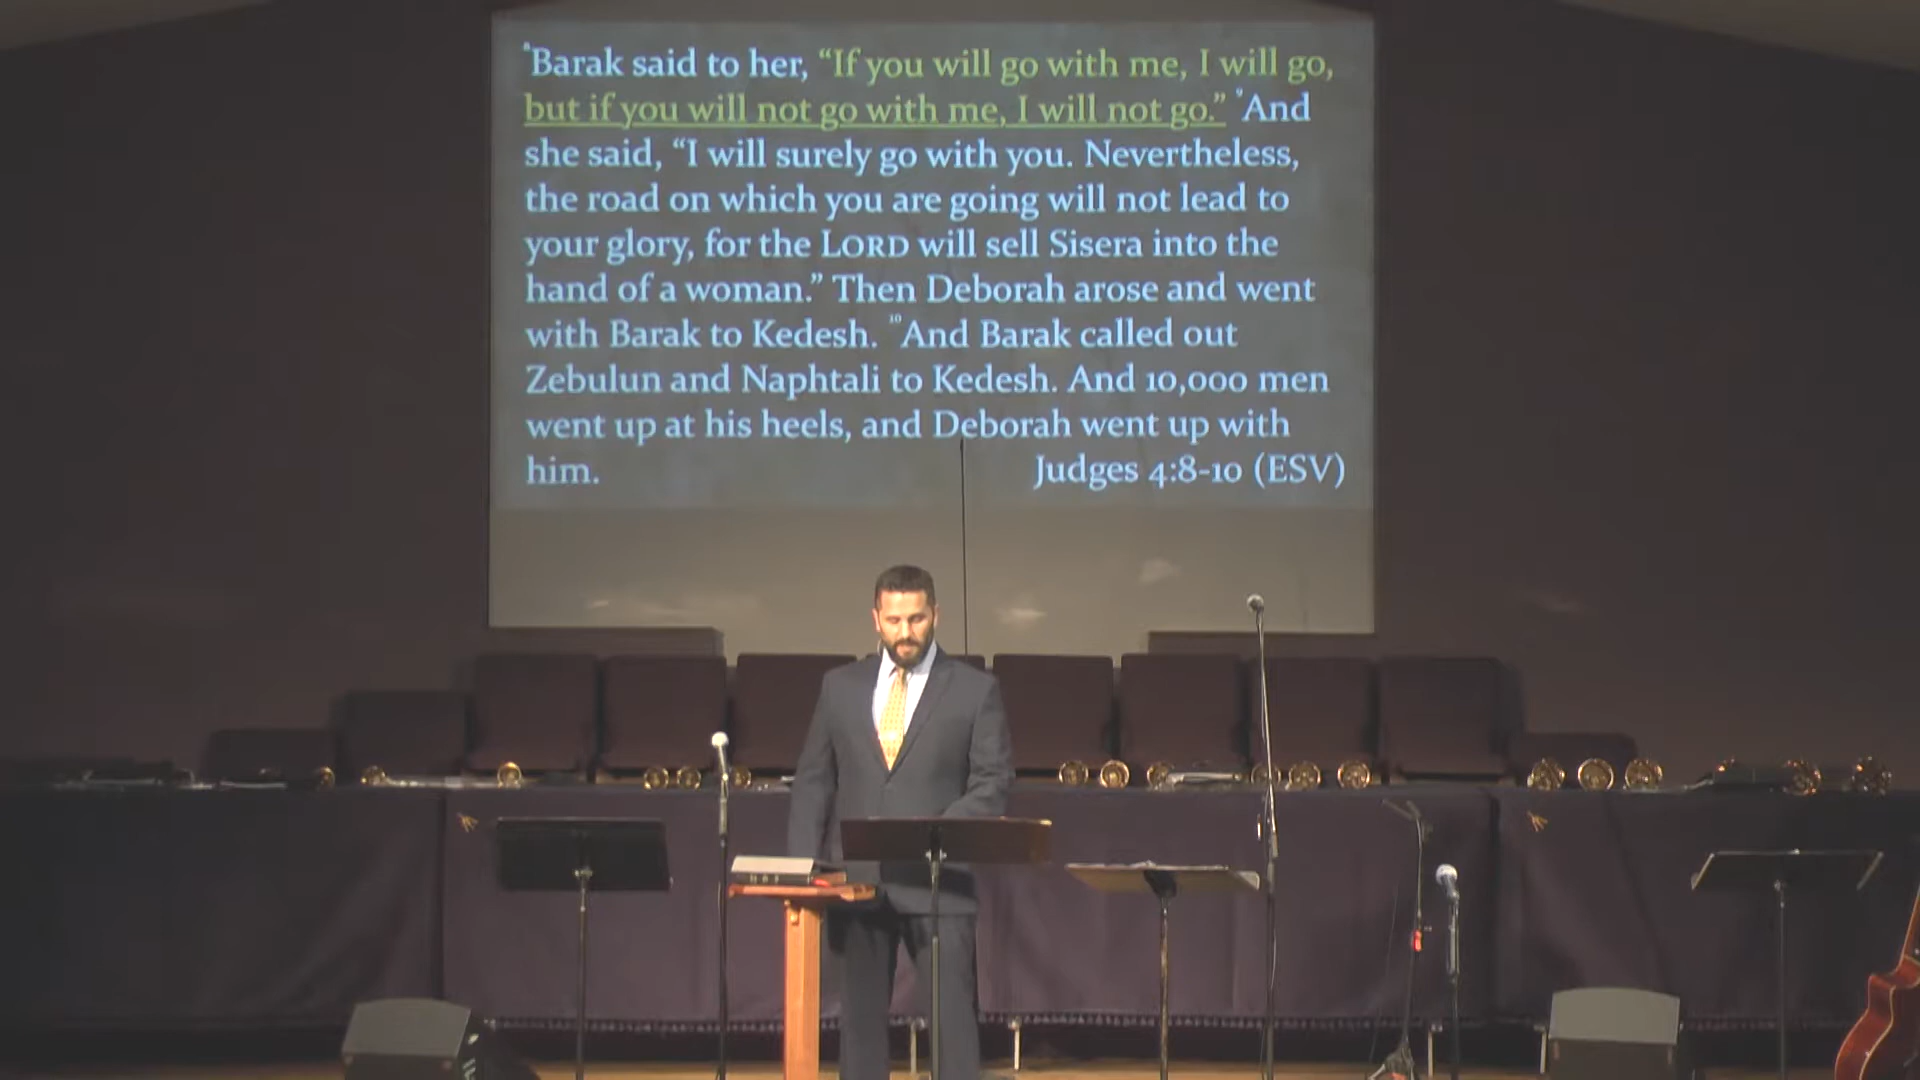 ⁸Barak said to her, “If you will go with me, I will go,
but if you will not go with me, I will not go.” ⁹And
she said, “I will surely go with you. Nevertheless,
the road on which you are going will not lead to
your glory, for the LORD will sell Sisera into the
hand of a woman.” Then Deborah arose and went
with Barak to Kedesh. ¹⁰And Barak called out
Zebulun and Naphtali to Kedesh. And 10,000 men
went up at his heels, and Deborah went up with
him. Judges 4:8-10 (ESV)